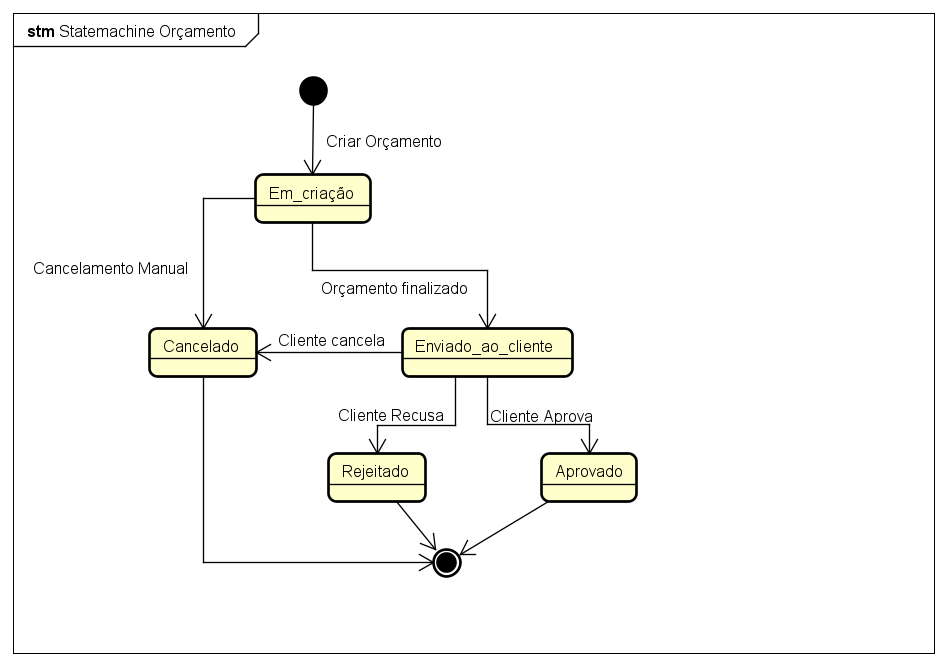 stm Statemachine Orçamento
Criar Orçamento
Em_criação
Cancelamento Manual
Orçamento finalizado
Cancelado
Cliente cancela
Enviado_ao_cliente
Cliente Recusa
Cliente Aprova
Rejeitado
Aprovado